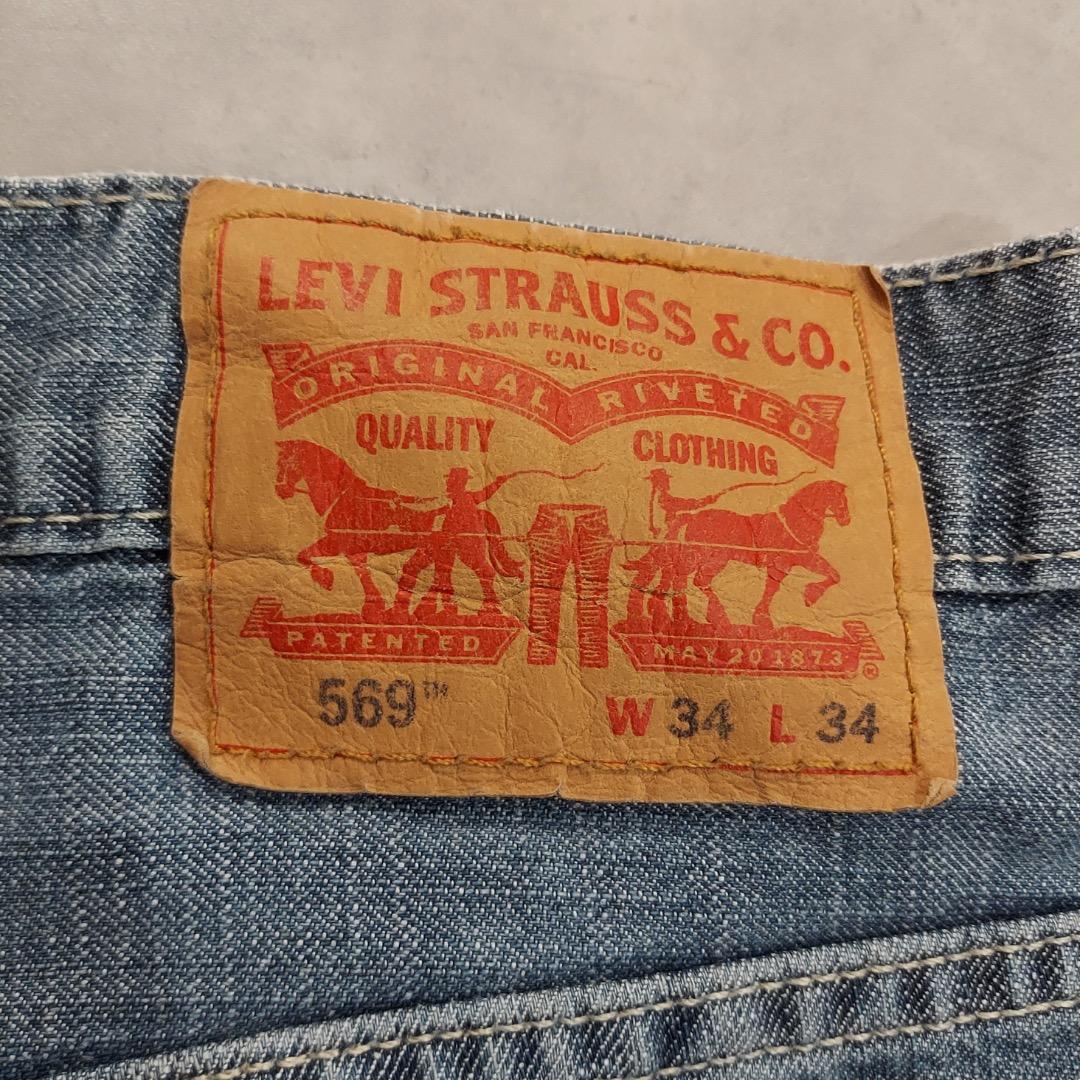 LEVI STRAUSS & CO.
SAN FRANCISCO
CAL.
ORIGINAL RIVETED
QUALITY CLOTHING
PATENTED MAY 20 1873 ®
569™ W 34 L 34